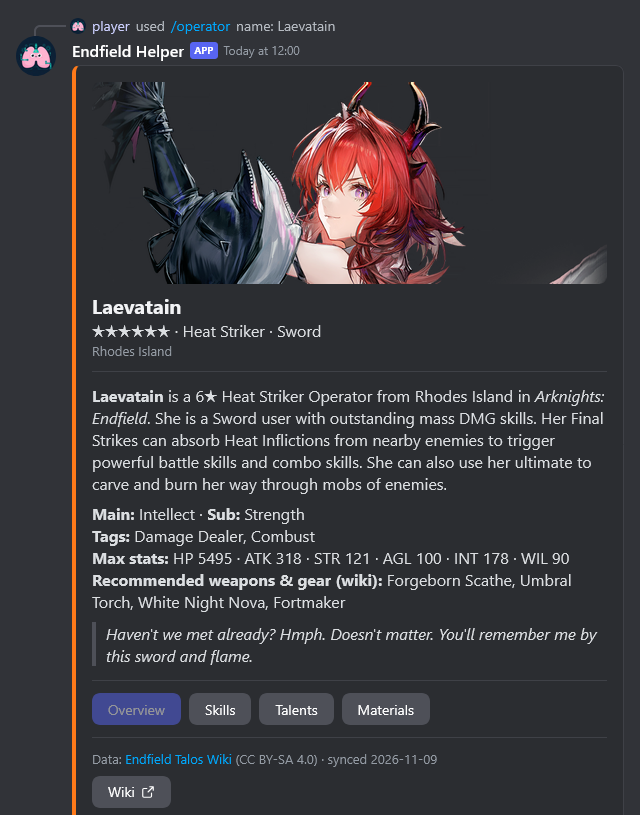 player used /operator name: Laevatain
Endfield Helper APP Today at 12:00
Laevatain
★★★★★★ · Heat Striker · Sword
Rhodes Island
Laevatain is a 6★ Heat Striker Operator from Rhodes Island in Arknights:
Endfield. She is a Sword user with outstanding mass DMG skills. Her Final
Strikes can absorb Heat Inflictions from nearby enemies to trigger
powerful battle skills and combo skills. She can also use her ultimate to
carve and burn her way through mobs of enemies.
Main: Intellect · Sub: Strength
Tags: Damage Dealer, Combust
Max stats: HP 5495 · ATK 318 · STR 121 · AGL 100 · INT 178 · WIL 90
Recommended weapons & gear (wiki): Forgeborn Scathe, Umbral
Torch, White Night Nova, Fortmaker
Haven't we met already? Hmph. Doesn't matter. You'll remember me by
this sword and flame.
Overview Skills Talents Materials
Data: Endfield Talos Wiki (CC BY-SA 4.0) · synced 2026-11-09
Wiki